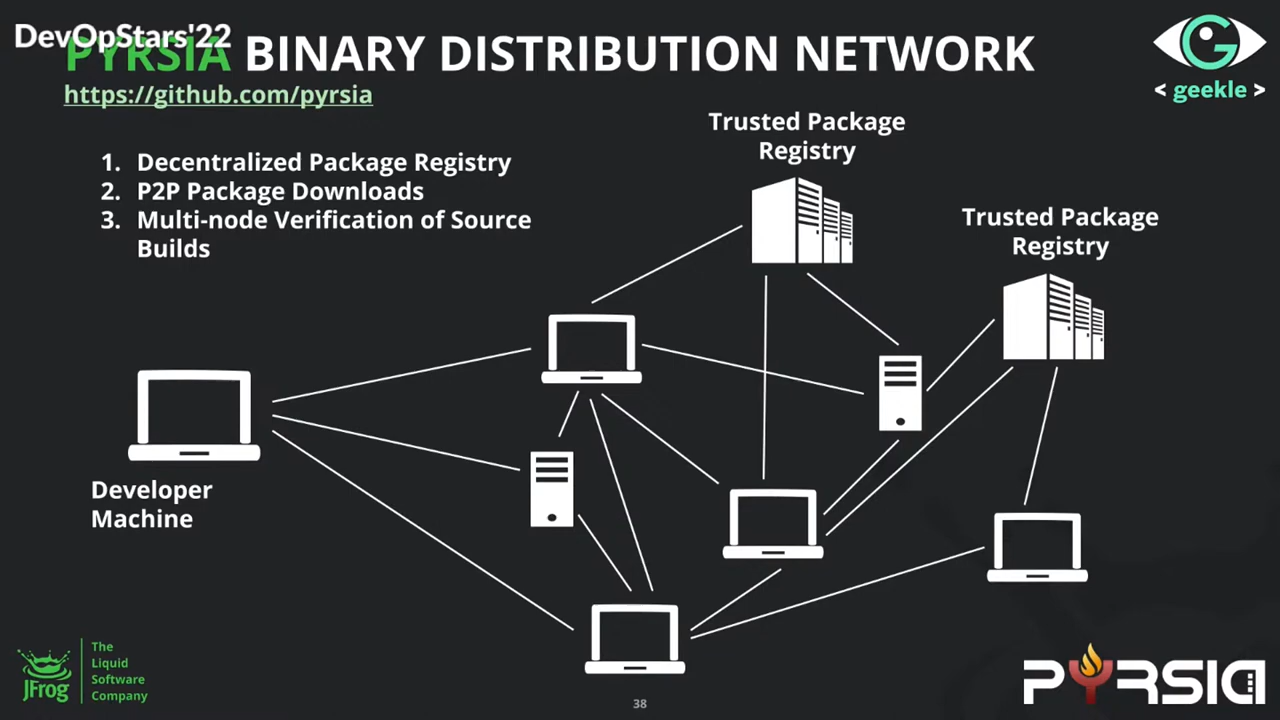 DevOpStars'22
PYRSIA BINARY DISTRIBUTION NETWORK
https://github.com/pyrsia
< geekle >
1. Decentralized Package Registry
2. P2P Package Downloads
3. Multi-node Verification of Source
Builds
Trusted Package
Registry
Trusted Package
Registry
Developer
Machine
JFrog
The
Liquid
Software
Company
38
PYRSIA